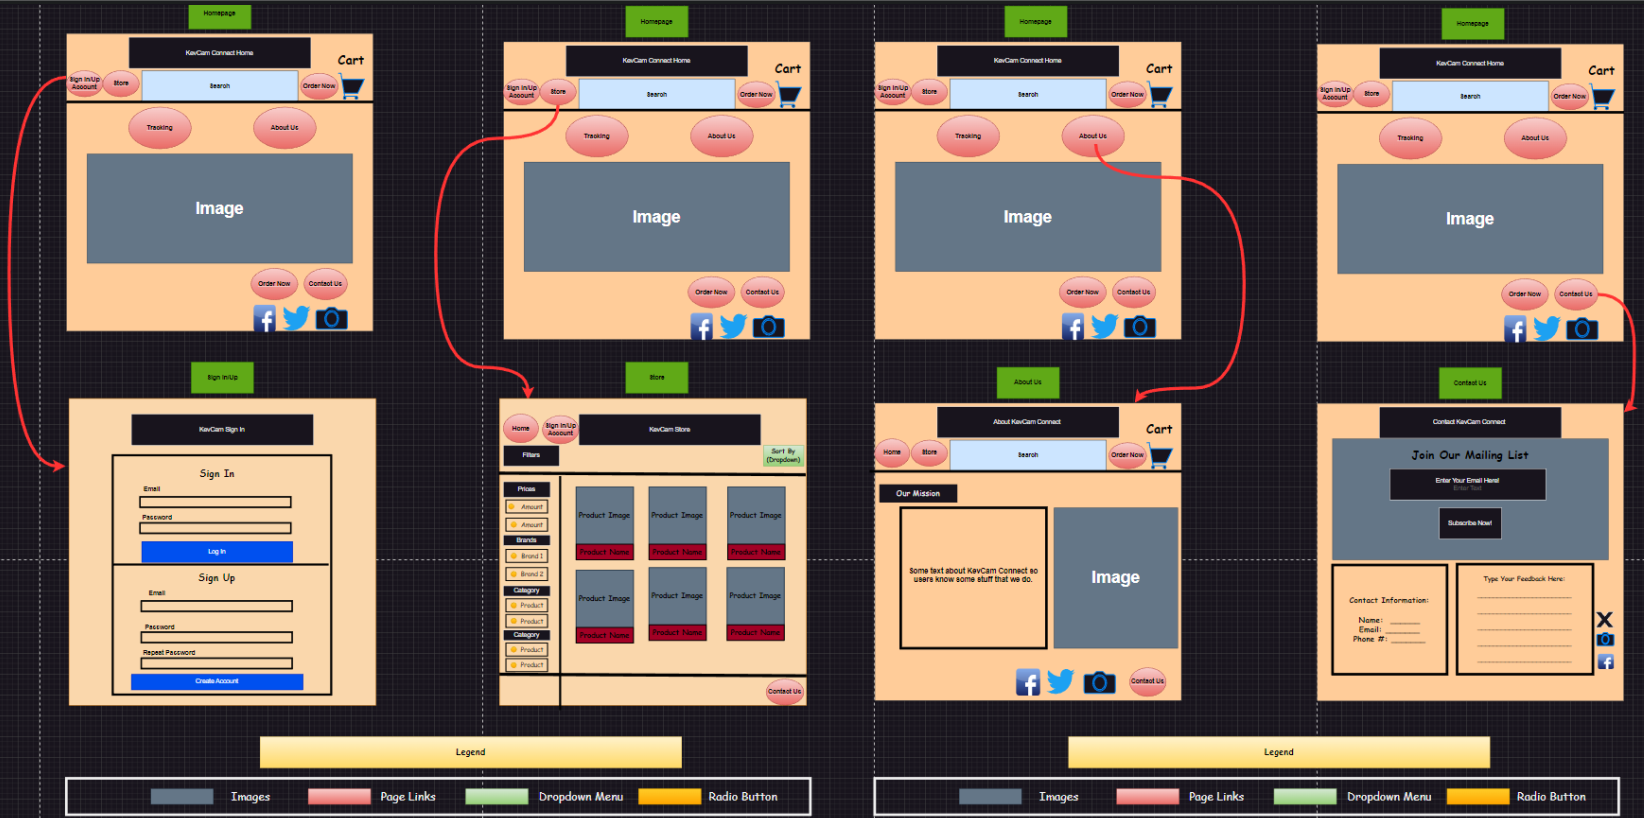 Homepage
KevCam Connect Home
Cart
Sign In/Up
Account
Store
Search
Order Now
Tracking
About Us
Image
Order Now
Contact Us
Homepage
KevCam Connect Home
Cart
Sign In/Up
Account
Store
Search
Order Now
Tracking
About Us
Image
Order Now
Contact Us
Homepage
KevCam Connect Home
Cart
Sign In/Up
Account
Store
Search
Order Now
Tracking
About Us
Image
Order Now
Contact Us
Homepage
KevCam Connect Home
Cart
Sign In/Up
Account
Store
Search
Order Now
Tracking
About Us
Image
Order Now
Contact Us
Sign In/Up
KevCam Sign In
Sign In
Email
Password
Log In
Sign Up
Email
Password
Repeat Password
Create Account
Store
Home
Sign In/Up
Account
KevCam Store
Filters
Sort By
(Dropdown)
Prices
Amount
Amount
Brands
Brand 1
Brand 2
Category
Product
Product
Category
Product
Product
Product Image
Product Image
Product Image
Product Name
Product Name
Product Name
Product Image
Product Image
Product Image
Product Name
Product Name
Product Name
Contact Us
About Us
About KevCam Connect
Cart
Home
Store
Search
Order Now
Our Mission
Some text about KevCam Connect so
users know some stuff that we do.
Image
Contact Us
Contact Us
Contact KevCam Connect
Join Our Mailing List
Enter Your Email Here!
Enter Text
Subscribe Now!
Contact Information:
Name: ______
Email: _______
Phone #: _______
Type Your Feedback Here:
Legend
Images
Page Links
Dropdown Menu
Radio Button
Legend
Images
Page Links
Dropdown Menu
Radio Button